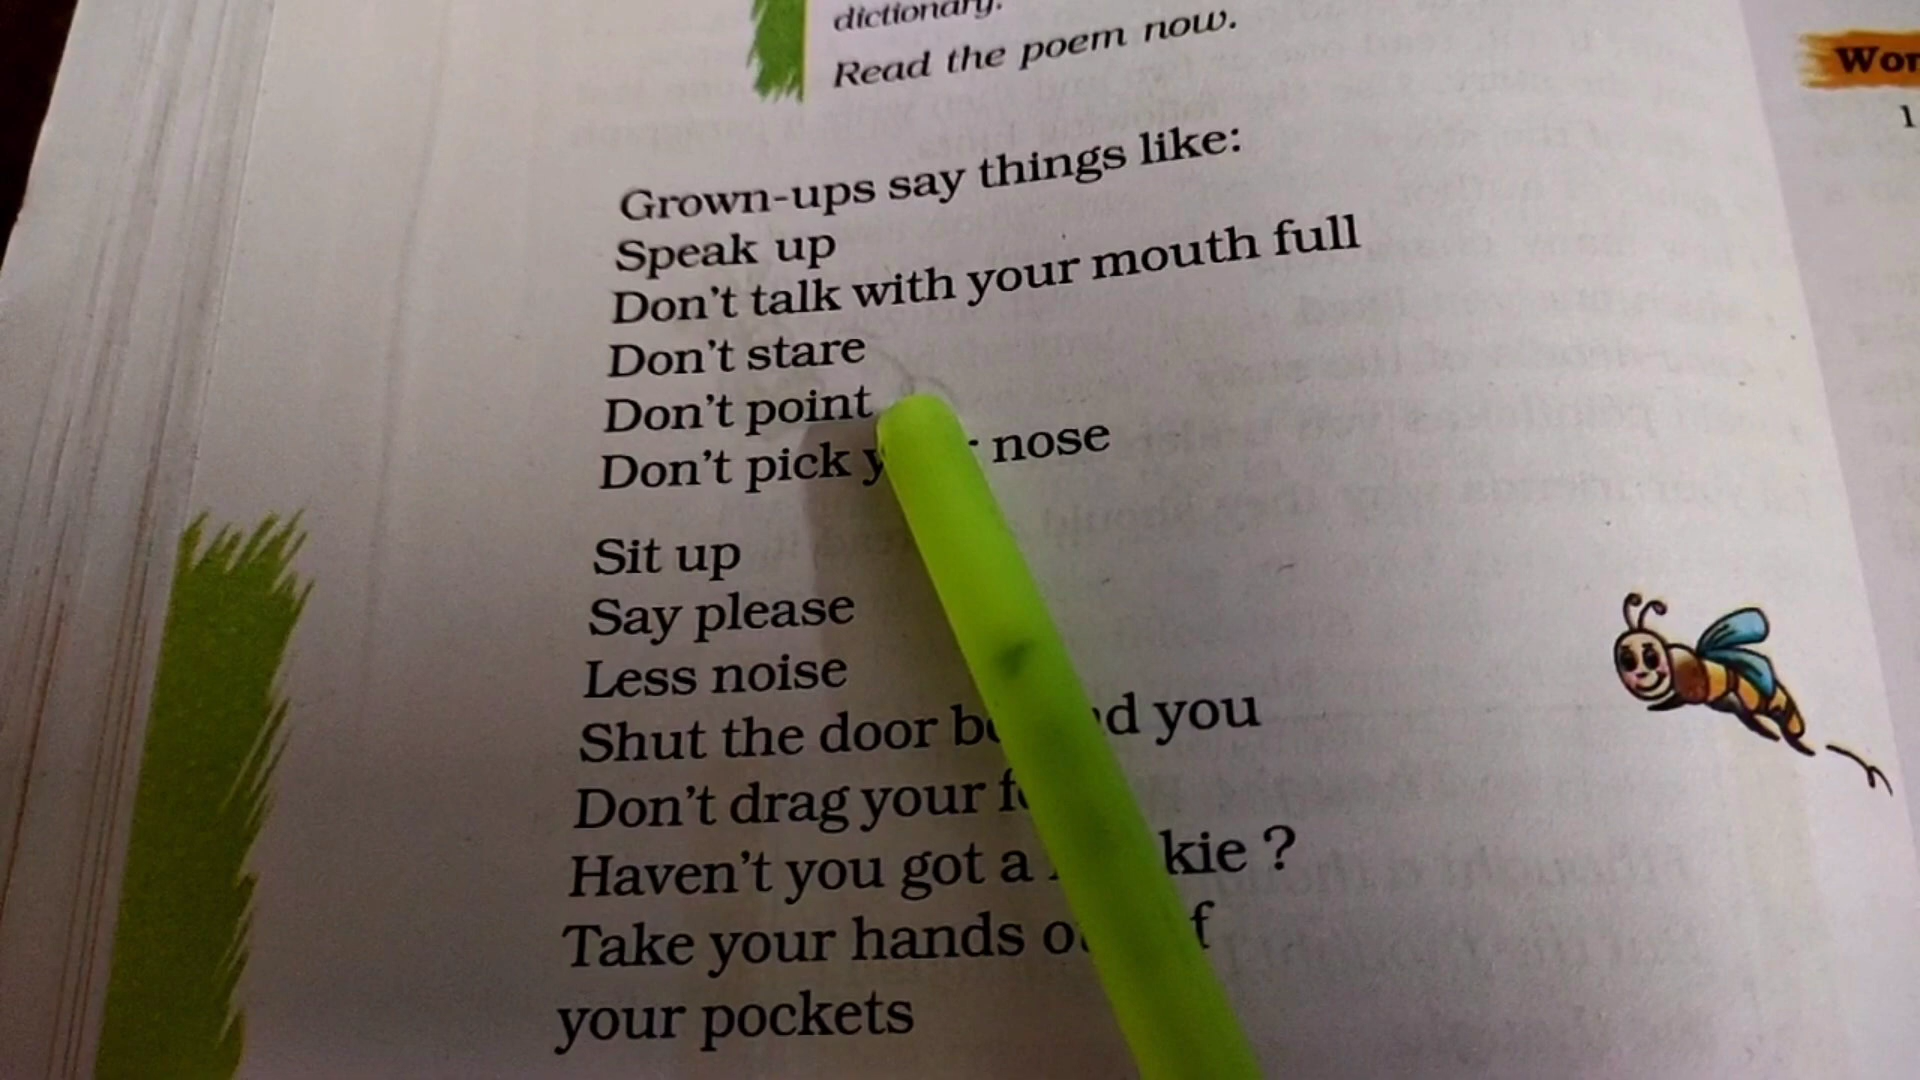 dictionary.
Read the poem now.
Grown-ups say things like:
Speak up
Don't talk with your mouth full
Don't stare
Don't point
Don't pick nose
Sit up
Say please
Less noise
Shut the door you
Don't drag your
Haven't you got a ?
Take your hands
your pockets
1